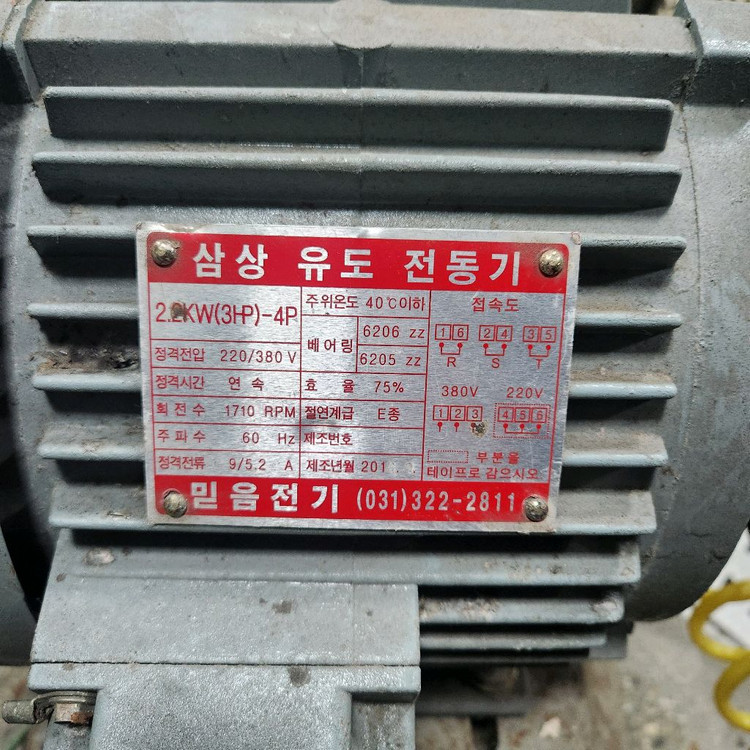 삼상 유도 전동기
2.2KW(3HP)-4P
주위온도 40℃이하
접속도
베어링 6206 ZZ
6205 ZZ
1 6 2 4 3 5
R S T
정격전압 220/380 V
정격시간 연 속
효 율 75%
380V 220V
회 전 수 1710 RPM
절연계급 E종
1 2 3 4 5 6
주 파 수 60 Hz
제조번호
부분을
정격전류 9/5.2 A
제조년월 201
테이프로 감으시오
믿음전기 (031)322-2811